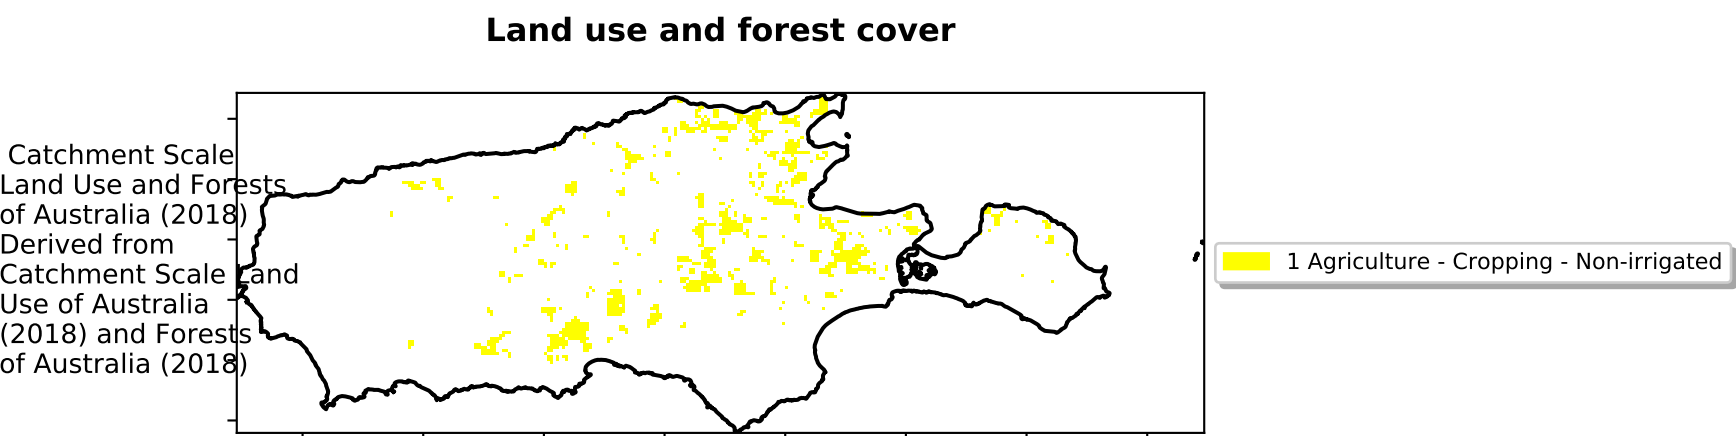 Land use and forest cover
Catchment Scale
Land Use and Forests
of Australia (2018)
Derived from
Catchment Scale Land
Use of Australia
(2018) and Forests
of Australia (2018)
1 Agriculture - Cropping - Non-irrigated